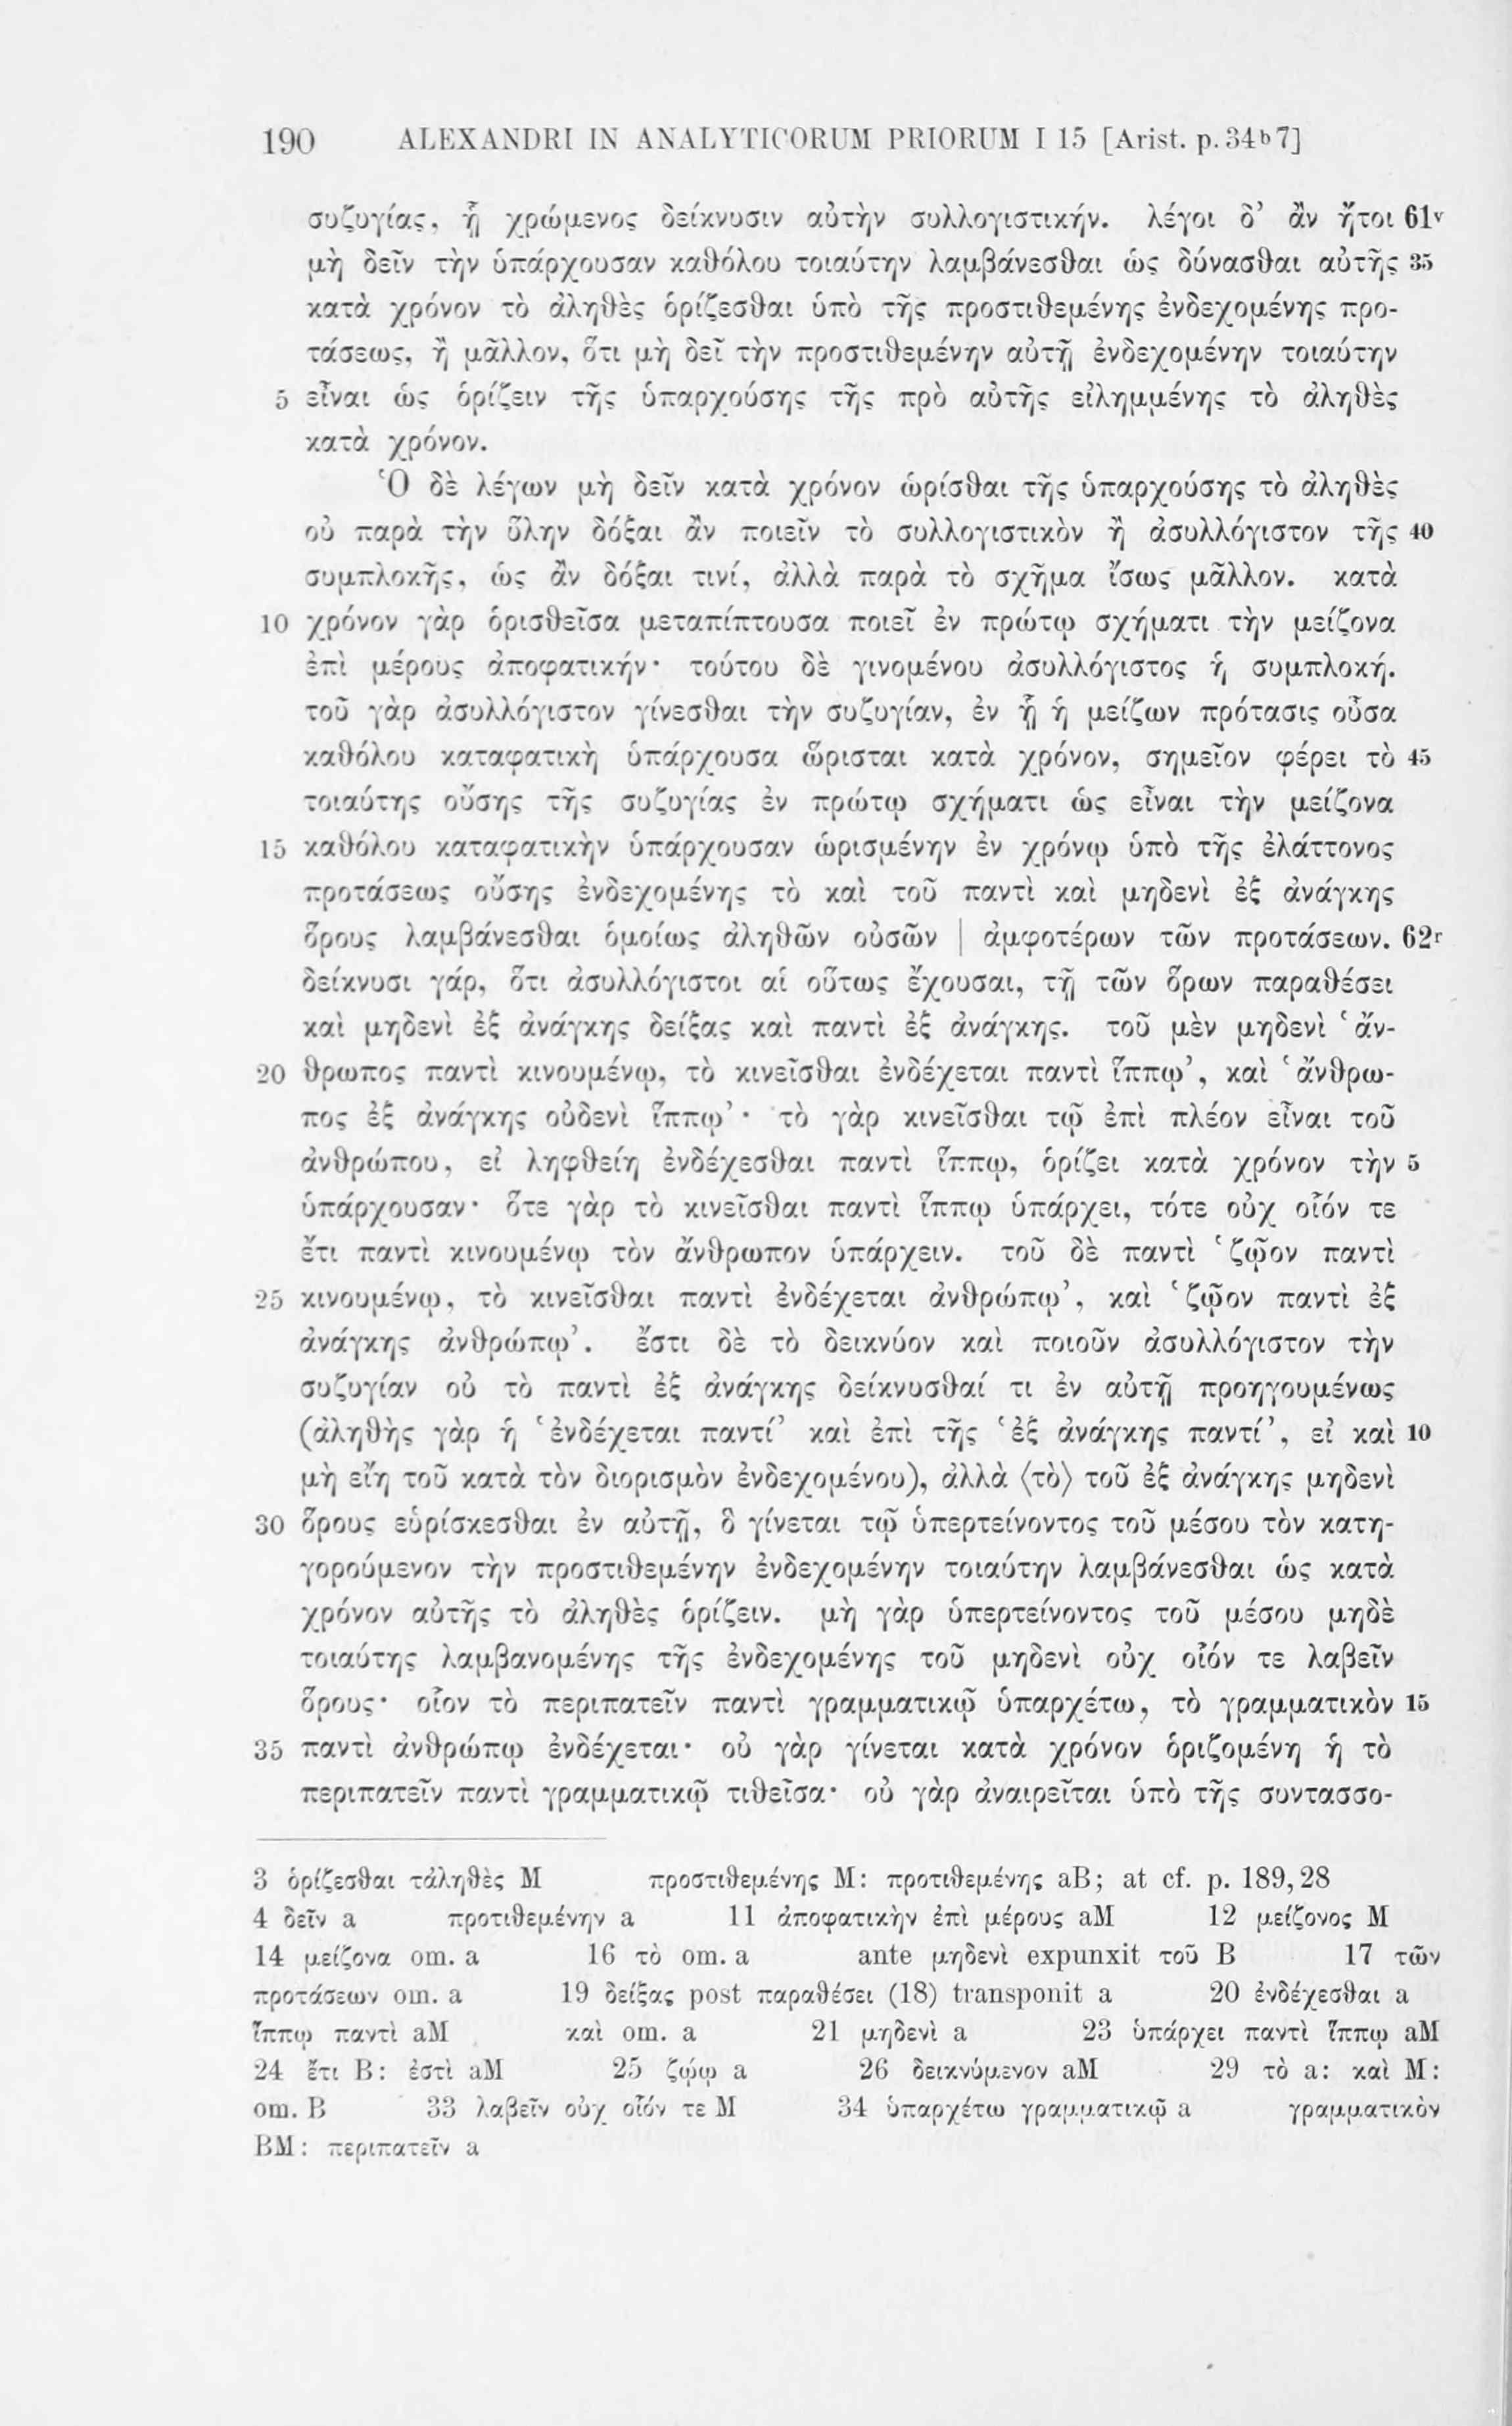 190 ALEXANDRI IN ANALYTICORUM PRIORUM I 15 [Arist. p. 34b7]
συζυγίας, ᾗ χρώμενος δείκνυσιν αὐτὴν συλλογιστικήν. λέγοι δ’ ἂν ἤτοι 61v
μὴ δεῖν τὴν ὑπάρχουσαν καθόλου τοιαύτην λαμβάνεσθαι ὡς δύνασθαι αὐτῆς 35
κατὰ χρόνον τὸ ἀληθὲς ὁρίζεσθαι ὑπὸ τῆς προστιθεμένης ἐνδεχομένης προ-
τάσεως, ἢ μᾶλλον, ὅτι μὴ δεῖ τὴν προστιθεμένην αὐτῇ ἐνδεχομένην τοιαύτην
5 εἶναι ὡς ὁρίζειν τῆς ὑπαρχούσης τῆς πρὸ αὐτῆς εἰλημμένης τὸ ἀληθὲς
κατὰ χρόνον.
Ὁ δὲ λέγων μὴ δεῖν κατὰ χρόνον ὡρίσθαι τῆς ὑπαρχούσης τὸ ἀληθὲς
οὐ παρὰ τὴν ὕλην δόξαι ἂν ποιεῖν τὸ συλλογιστικὸν ἢ ἀσυλλόγιστον τῆς 40
συμπλοκῆς, ὡς ἂν δόξαι τινί, ἀλλὰ παρὰ τὸ σχῆμα ἴσως μᾶλλον. κατὰ
10 χρόνον γὰρ ὁρισθεῖσα μεταπίπτουσα ποιεῖ ἐν πρώτῳ σχήματι τὴν μείζονα
ἐπὶ μέρους ἀποφατικήν· τούτου δὲ γινομένου ἀσυλλόγιστος ἡ συμπλοκή.
τοῦ γὰρ ἀσυλλόγιστον γίνεσθαι τὴν συζυγίαν, ἐν ᾗ ἡ μείζων πρότασις οὖσα
καθόλου καταφατικὴ ὑπάρχουσα ὥρισται κατὰ χρόνον, σημεῖον φέρει τὸ 45
τοιαύτης οὔσης τῆς συζυγίας ἐν πρώτῳ σχήματι ὡς εἶναι τὴν μείζονα
15 καθόλου καταφατικὴν ὑπάρχουσαν ὡρισμένην ἐν χρόνῳ ὑπὸ τῆς ἐλάττονος
προτάσεως οὔσης ἐνδεχομένης τὸ καὶ τοῦ παντὶ καὶ μηδενὶ ἐξ ἀνάγκης
ὅρους λαμβάνεσθαι ὁμοίως ἀληθῶν οὐσῶν | ἀμφοτέρων τῶν προτάσεων. 62r
δείκνυσι γάρ, ὅτι ἀσυλλόγιστοι αἱ οὕτως ἔχουσαι, τῇ τῶν ὅρων παραθέσει
καὶ μηδενὶ ἐξ ἀνάγκης δείξας καὶ παντὶ ἐξ ἀνάγκης. τοῦ μὲν μηδενὶ ‘ἄν-
20 θρωπος παντὶ κινουμένῳ, τὸ κινεῖσθαι ἐνδέχεται παντὶ ἵππῳ’, καὶ ‘ἄνθρω-
πος ἐξ ἀνάγκης οὐδενὶ ἵππῳ’· τὸ γὰρ κινεῖσθαι τῷ ἐπὶ πλέον εἶναι τοῦ
ἀνθρώπου, εἰ ληφθείη ἐνδέχεσθαι παντὶ ἵππῳ, ὁρίζει κατὰ χρόνον τὴν 5
ὑπάρχουσαν· ὅτε γὰρ τὸ κινεῖσθαι παντὶ ἵππῳ ὑπάρχει, τότε οὐχ οἷόν τε
ἔτι παντὶ κινουμένῳ τὸν ἄνθρωπον ὑπάρχειν. τοῦ δὲ παντὶ ‘ζῷον παντὶ
25 κινουμένῳ, τὸ κινεῖσθαι παντὶ ἐνδέχεται ἀνθρώπῳ’, καὶ ‘ζῷον παντὶ ἐξ
ἀνάγκης ἀνθρώπῳ’. ἔστι δὲ τὸ δεικνύον καὶ ποιοῦν ἀσυλλόγιστον τὴν
συζυγίαν οὐ τὸ παντὶ ἐξ ἀνάγκης δείκνυσθαί τι ἐν αὐτῇ προηγουμένως
(ἀληθὴς γὰρ ἡ ‘ἐνδέχεται παντί’ καὶ ἐπὶ τῆς ‘ἐξ ἀνάγκης παντί’, εἰ καὶ 10
μὴ εἴη τοῦ κατὰ τὸν διορισμὸν ἐνδεχομένου), ἀλλὰ ⟨τὸ⟩ τοῦ ἐξ ἀνάγκης μηδενὶ
30 ὅρους εὑρίσκεσθαι ἐν αὐτῇ, ὃ γίνεται τῷ ὑπερτείνοντος τοῦ μέσου τὸν κατη-
γορούμενον τὴν προστιθεμένην ἐνδεχομένην τοιαύτην λαμβάνεσθαι ὡς κατὰ
χρόνον αὐτῆς τὸ ἀληθὲς ὁρίζειν. μὴ γὰρ ὑπερτείνοντος τοῦ μέσου μηδὲ
τοιαύτης λαμβανομένης τῆς ἐνδεχομένης τοῦ μηδενὶ οὐχ οἷόν τε λαβεῖν
ὅρους· οἷον τὸ περιπατεῖν παντὶ γραμματικῷ ὑπαρχέτω, τὸ γραμματικὸν 15
35 παντὶ ἀνθρώπῳ ἐνδέχεται· οὐ γὰρ γίνεται κατὰ χρόνον ὁριζομένη ἡ τὸ
περιπατεῖν παντὶ γραμματικῷ τιθεῖσα· οὐ γὰρ ἀναιρεῖται ὑπὸ τῆς συντασσο-
3 ὁρίζεσθαι τἀληθὲς M προστιθεμένης M: προτιθεμένης aB; at cf. p. 189,28
4 δεῖν a προτιθεμένην a 11 ἀποφατικὴν ἐπὶ μέρους aM 12 μείζονος M
14 μείζονα om. a 16 τὸ om. a ante μηδενὶ expunxit τοῦ B 17 τῶν
προτάσεων om. a 19 δείξας post παραθέσει (18) transponit a 20 ἐνδέχεσθαι a
ἵππῳ παντὶ aM καὶ om. a 21 μηδενὶ a 23 ὑπάρχει παντὶ ἵππῳ aM
24 ἔτι B: ἐστὶ aM 25 ζῴῳ a 26 δεικνύμενον aM 29 τὸ a: καὶ M:
om. B 33 λαβεῖν οὐχ οἷόν τε M 34 ὑπαρχέτω γραμματικῷ a γραμματικὸν
BM: περιπατεῖν a